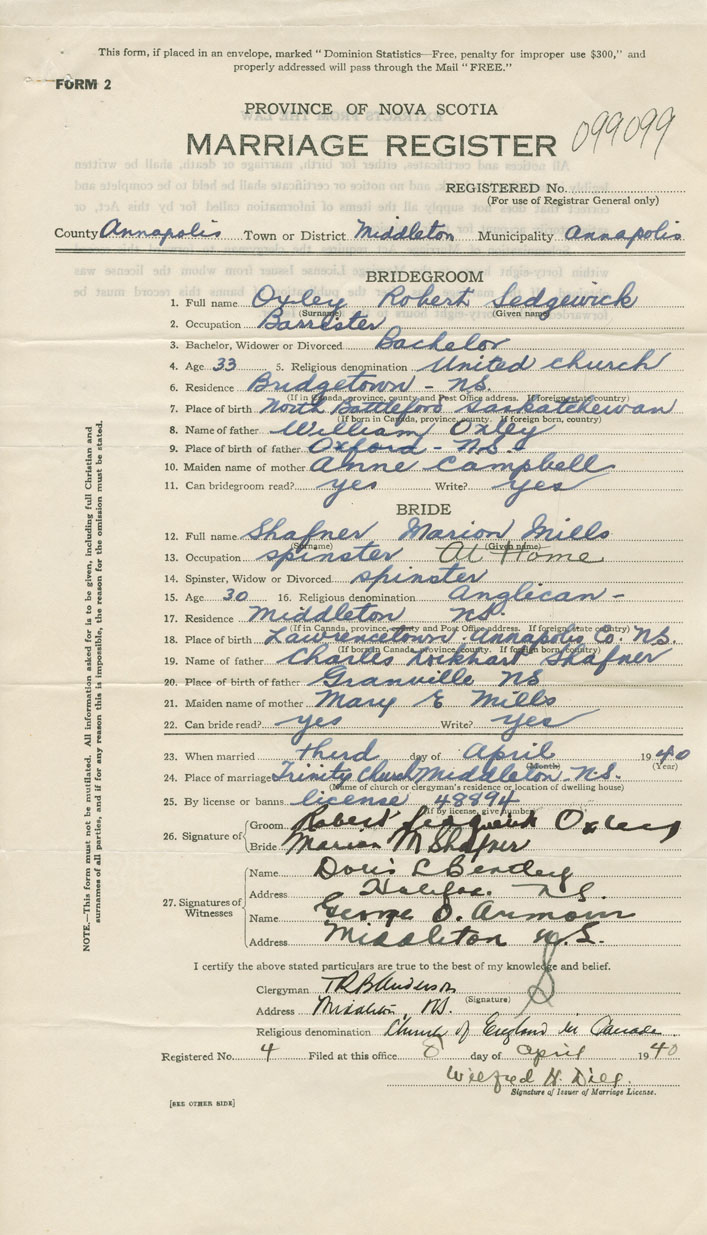 This form, if placed in an envelope, marked "Dominion Statistics—Free, penalty for improper use $300," and
properly addressed will pass through the Mail "FREE."
FORM 2
PROVINCE OF NOVA SCOTIA
MARRIAGE REGISTER 099099
REGISTERED No.
(For use of Registrar General only)
County Annapolis Town or District Middleton Municipality Annapolis
BRIDEGROOM
1. Full name Oxley Robert Sedgewick
(Surname) (Given name)
2. Occupation Barrister
3. Bachelor, Widower or Divorced Bachelor
4. Age 33 5. Religious denomination United church
6. Residence Bridgetown - N.S.
(If in Canada, province, county and Post Office address. If foreign state country)
7. Place of birth North Battleford Saskatchewan
(If born in Canada, province, county. If foreign born, country)
8. Name of father William Oxley
9. Place of birth of father Oxford - N.S.
10. Maiden name of mother Anne Campbell
11. Can bridegroom read? yes Write? yes
BRIDE
12. Full name Shafner Marion Mills
(Surname) (Given name)
13. Occupation spinster At Home
14. Spinster, Widow or Divorced spinster
15. Age 30 16. Religious denomination Anglican -
17. Residence Middleton N.S.
(If in Canada, province, county and Post Office address. If foreign state country)
18. Place of birth Lawrencetown, Annapolis Co. N.S.
(If born in Canada, province, county. If foreign born, country)
19. Name of father Charles Lockhart Shafner
20. Place of birth of father Granville NS
21. Maiden name of mother Mary E Mills
22. Can bride read? yes Write? yes
23. When married third day of April 1940
(Month) (Year)
24. Place of marriage Trinity Church Middleton. N.S.
(Name of church or clergyman's residence or location of dwelling house)
25. By license or banns license 48894
(If by license, give number)
26. Signature of Groom Robert Sedgewick Oxley
Bride Marion M Shafner
27. Signatures of Witnesses
Name Doris L Bentley
Address Halifax. N.S.
Name George O. Armour
Address Middleton N.S.
I certify the above stated particulars are true to the best of my knowledge and belief.
Clergyman Anderson
(Signature)
Address Middleton, N.S.
Religious denomination Church of England in Canada
Registered No. 4 Filed at this office 8 day of April 1940
Wilfred H.
Signature of Issuer of Marriage License.
[SEE OTHER SIDE]
NOTE.—This form must not be mutilated. All information asked for is to be given, including full Christian and
surnames of all parties, and if for any reason this is impossible, the reason for the omission must be stated.